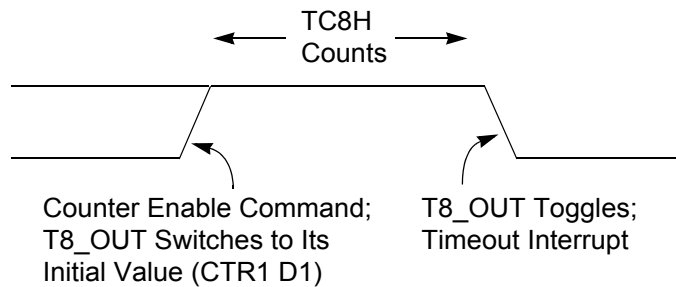 TC8H
Counts
Counter Enable Command;
T8_OUT Switches to Its
Initial Value (CTR1 D1)
T8_OUT Toggles;
Timeout Interrupt